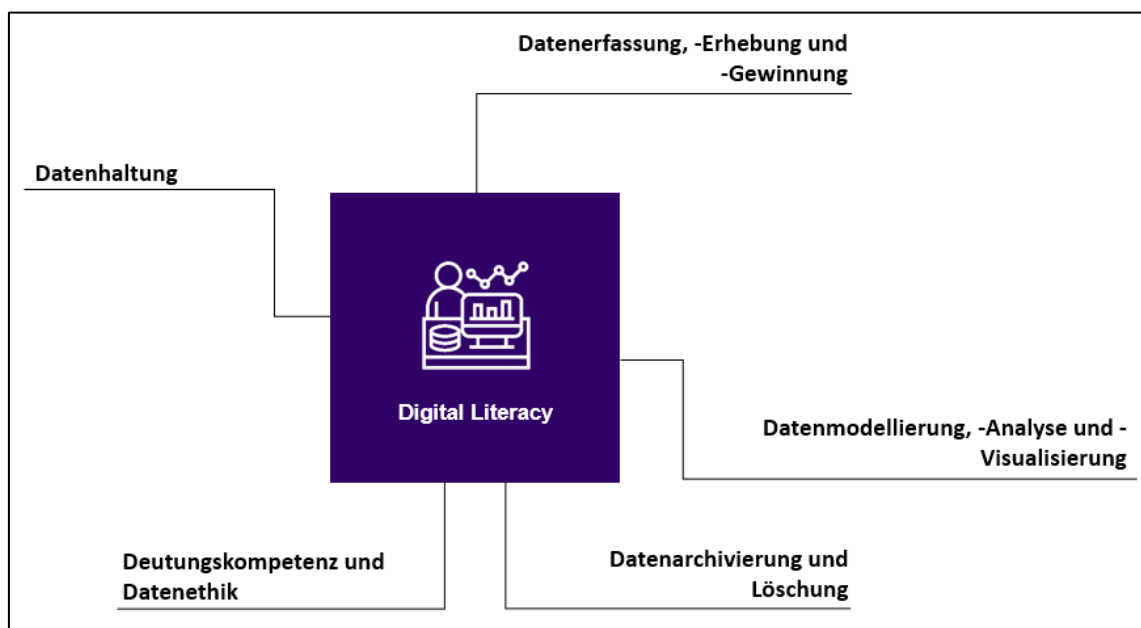 Datenerfassung, -Erhebung und
-Gewinnung
Datenhaltung
Digital Literacy
Datenmodellierung, -Analyse und -
Visualisierung
Deutungskompetenz und
Datenethik
Datenarchivierung und
Löschung